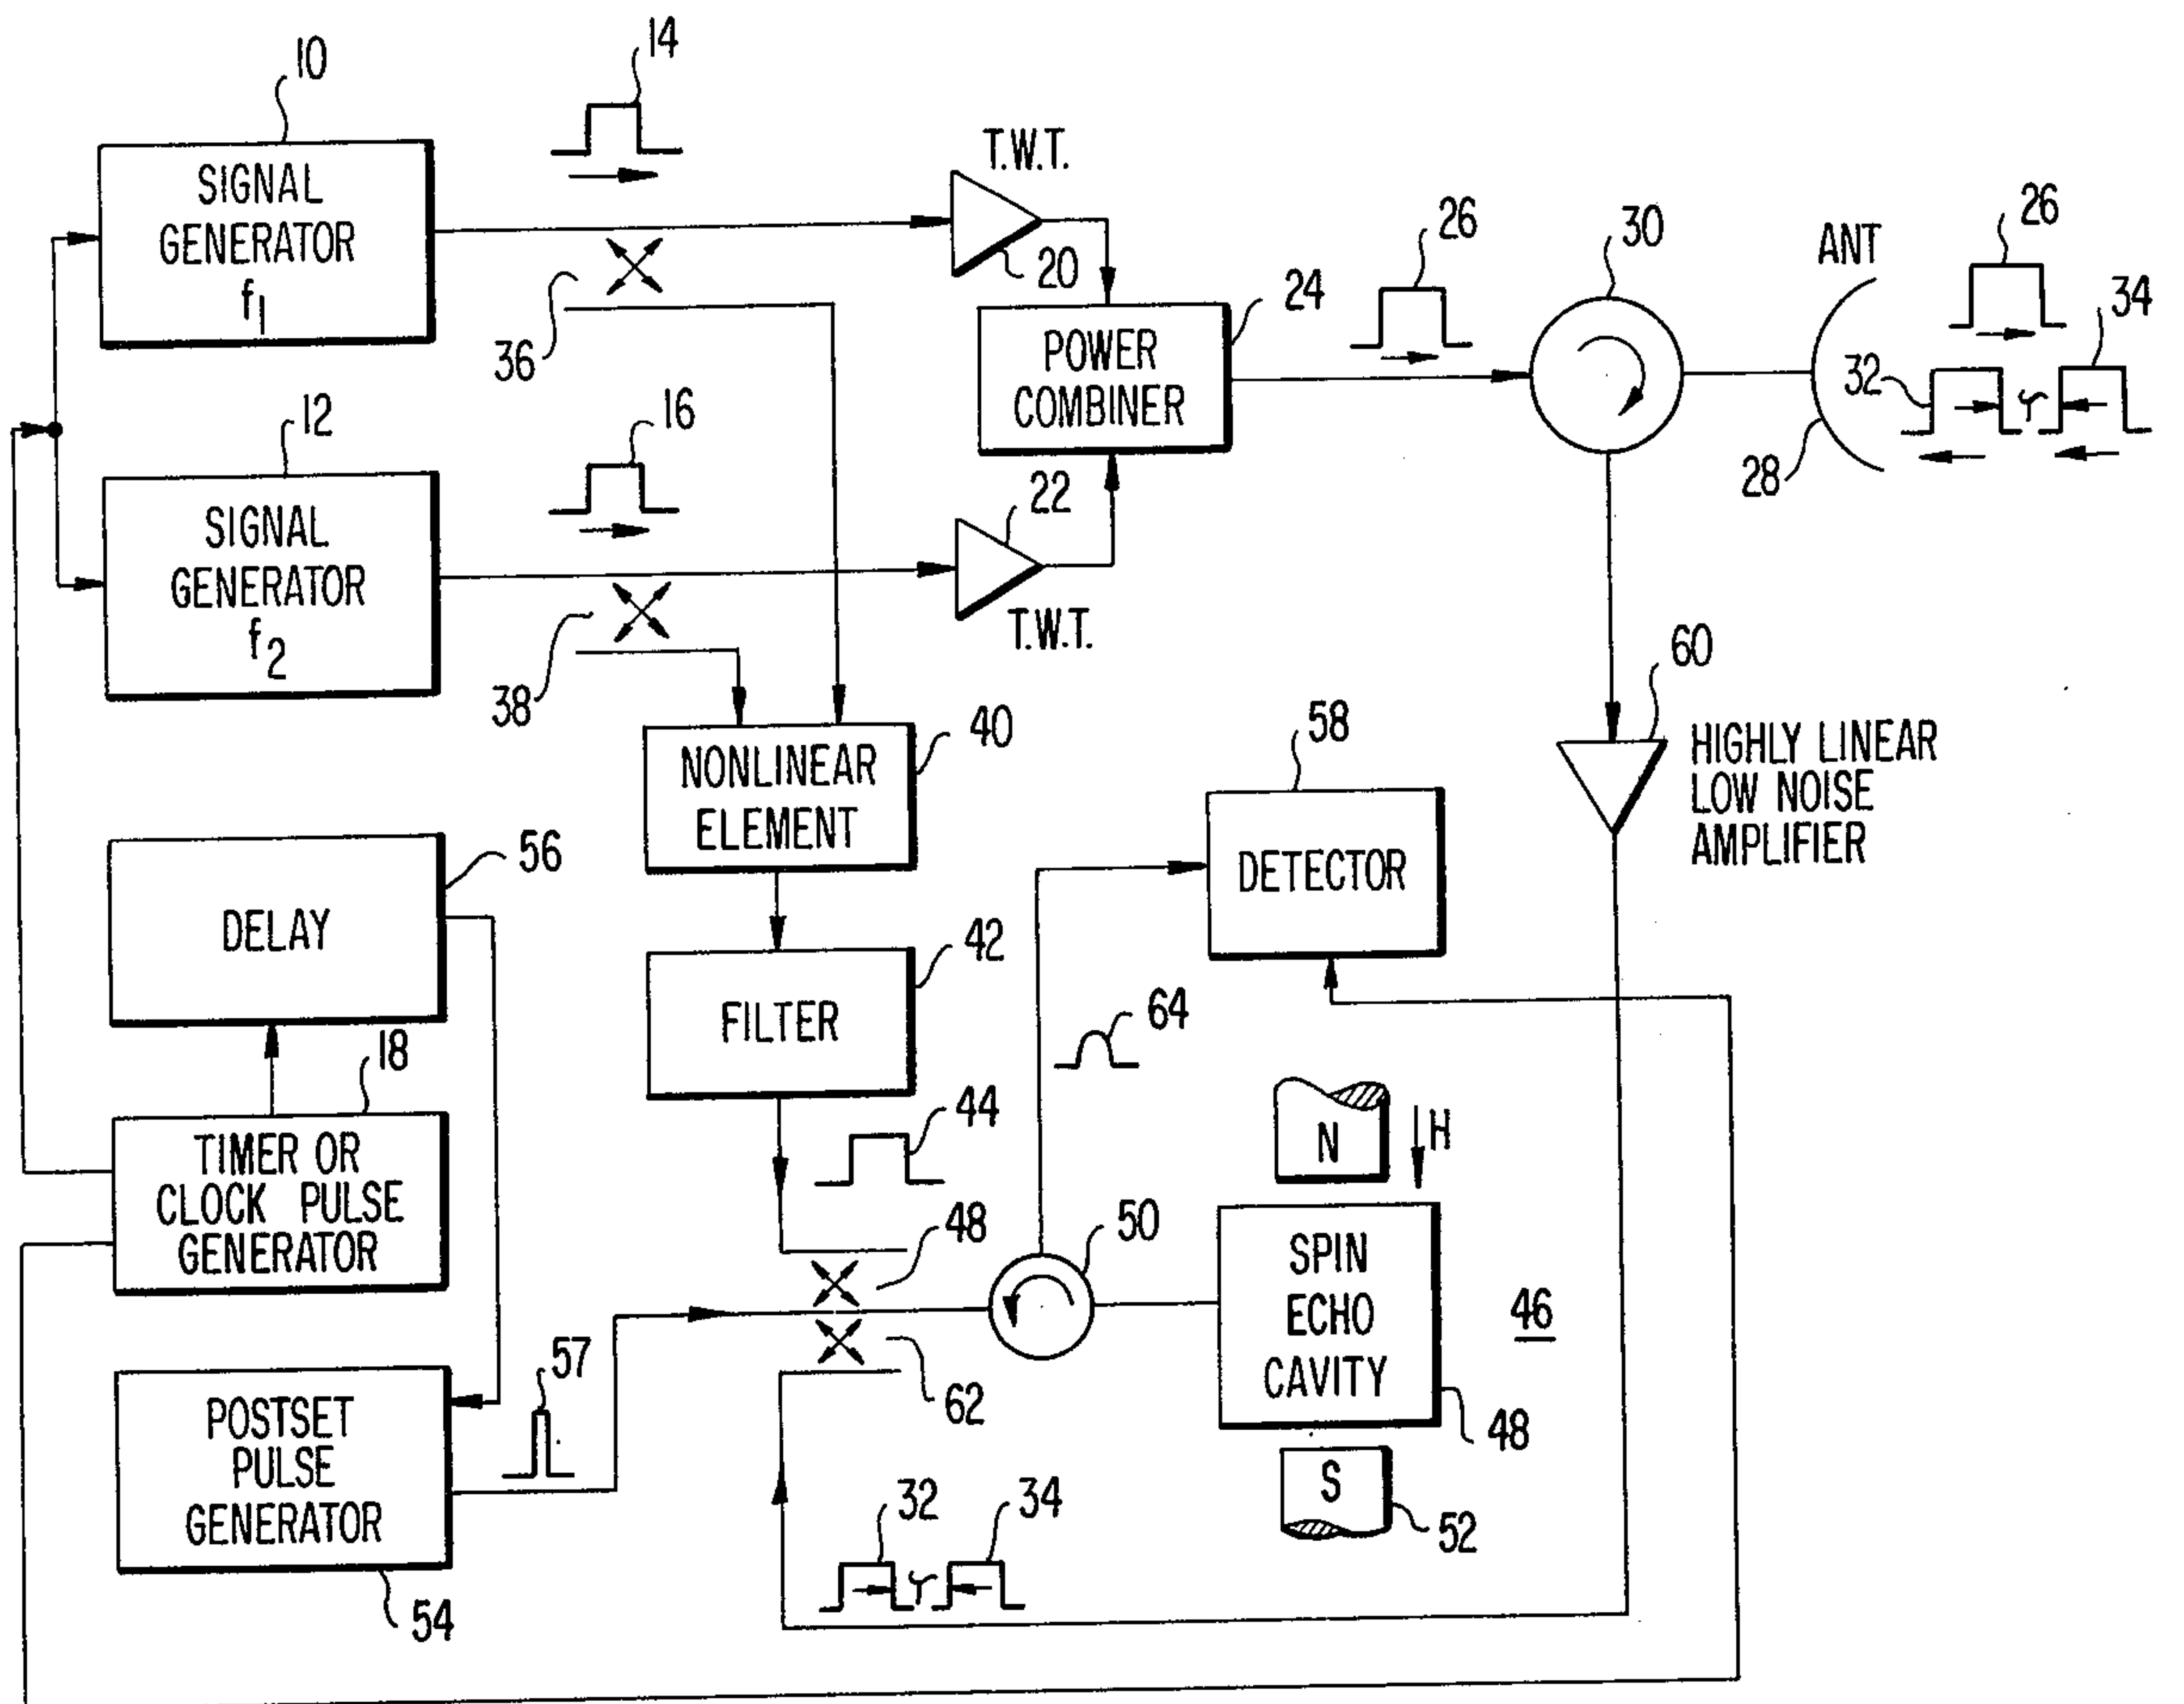 10
14
SIGNAL
GENERATOR
f1
T.W.T.
20
26
30
ANT
26
34
32
28
36
24
POWER
COMBINER
12
16
SIGNAL
GENERATOR
f2
22
T.W.T.
38
60
HIGHLY LINEAR
LOW NOISE
AMPLIFIER
40
NONLINEAR
ELEMENT
58
DETECTOR
56
DELAY
42
FILTER
64
18
44
TIMER OR
CLOCK PULSE
GENERATOR
N
H
48
50
SPIN
ECHO
CAVITY
46
48
62
57
POSTSET
PULSE
GENERATOR
54
S
52
32
34